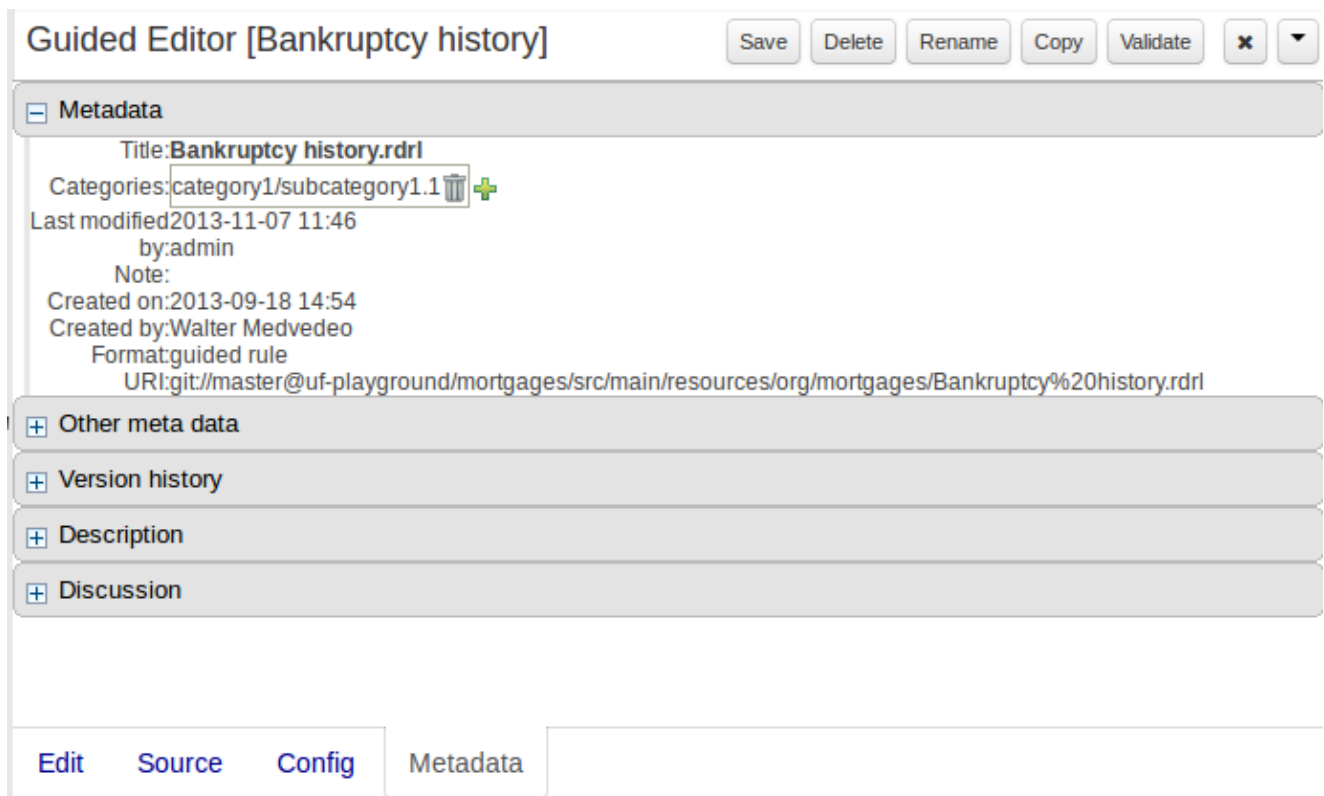 Guided Editor [Bankruptcy history] Save Delete Rename Copy Validate
Metadata
Title:Bankruptcy history.rdrl
Categories:category1/subcategory1.1
Last modified2013-11-07 11:46
by:admin
Note:
Created on:2013-09-18 14:54
Created by:Walter Medvedeo
Format:guided rule
URI:git://master@uf-playground/mortgages/src/main/resources/org/mortgages/Bankruptcy%20history.rdrl
Other meta data
Version history
Description
Discussion
Edit Source Config Metadata